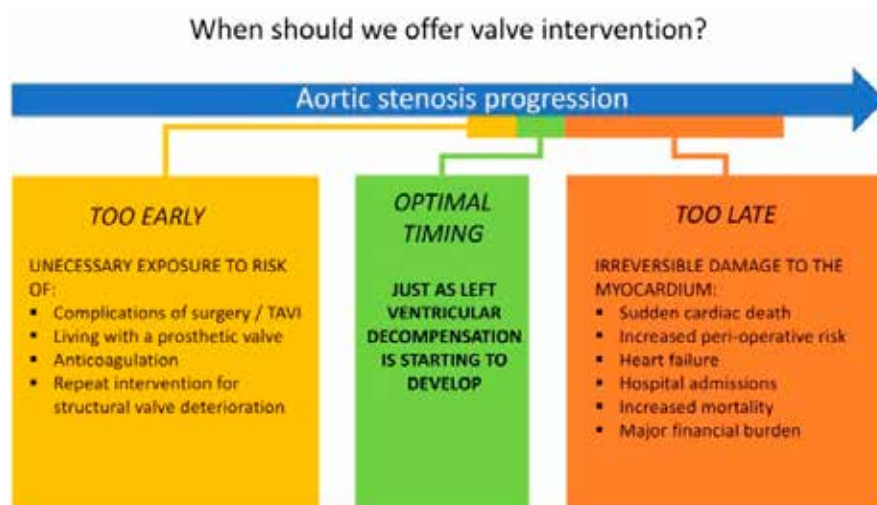 When should we offer valve intervention?
Aortic stenosis progression
TOO EARLY
UNECESSARY EXPOSURE TO RISK
OF:
▪ Complications of surgery / TAVI
▪ Living with a prosthetic valve
▪ Anticoagulation
▪ Repeat intervention for
structural valve deterioration
OPTIMAL
TIMING
JUST AS LEFT
VENTRICULAR
DECOMPENSATION
IS STARTING TO
DEVELOP
TOO LATE
IRREVERSIBLE DAMAGE TO THE
MYOCARDIUM:
▪ Sudden cardiac death
▪ Increased peri-operative risk
▪ Heart failure
▪ Hospital admissions
▪ Increased mortality
▪ Major financial burden